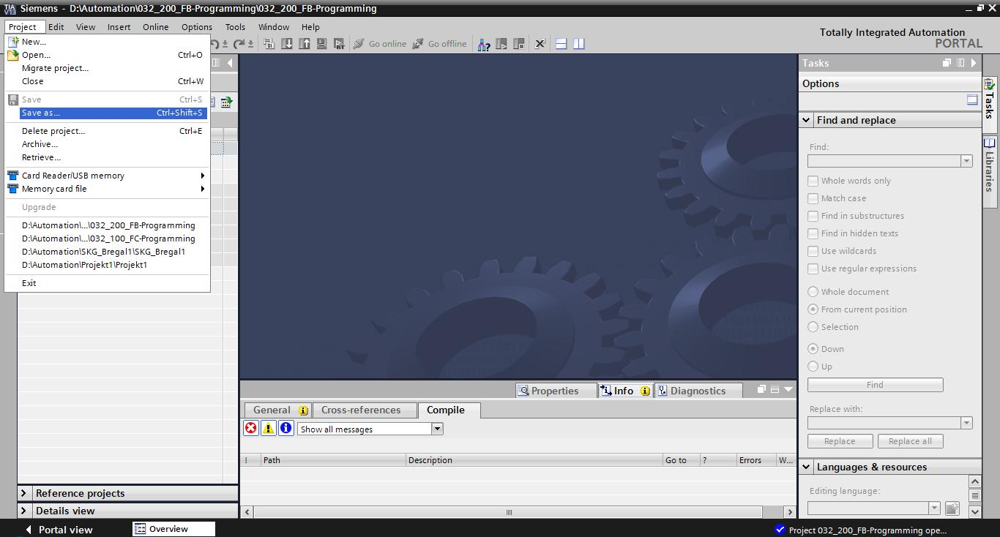 TIA V13 Siemens - D:\Automation\032_200_FB-Programming\032_200_FB-Programming
Project Edit View Insert Online Options Tools Window Help
Totally Integrated Automation
PORTAL
Go online Go offline
New...
Open... Ctrl+O
Migrate project...
Close Ctrl+W
Save Ctrl+S
Save as... Ctrl+Shift+S
Delete project... Ctrl+E
Archive...
Retrieve...
Card Reader/USB memory
Memory card file
Upgrade
D:\Automation\...\032_200_FB-Programming
D:\Automation\...\032_100_FC-Programming
D:\Automation\SKG_Bregal1\SKG_Bregal1
D:\Automation\Projekt1\Projekt1
Exit
Reference projects
Details view
Properties Info Diagnostics
General Cross-references Compile
Show all messages
! Path Description Go to ? Errors W...
Tasks
Options
Find and replace
Find:
Whole words only
Match case
Find in substructures
Find in hidden texts
Use wildcards
Use regular expressions
Whole document
From current position
Selection
Down
Up
Find
Replace with:
Replace Replace all
Languages & resources
Editing language:
Tasks
Libraries
Portal view Overview Project 032_200_FB-Programming ope...